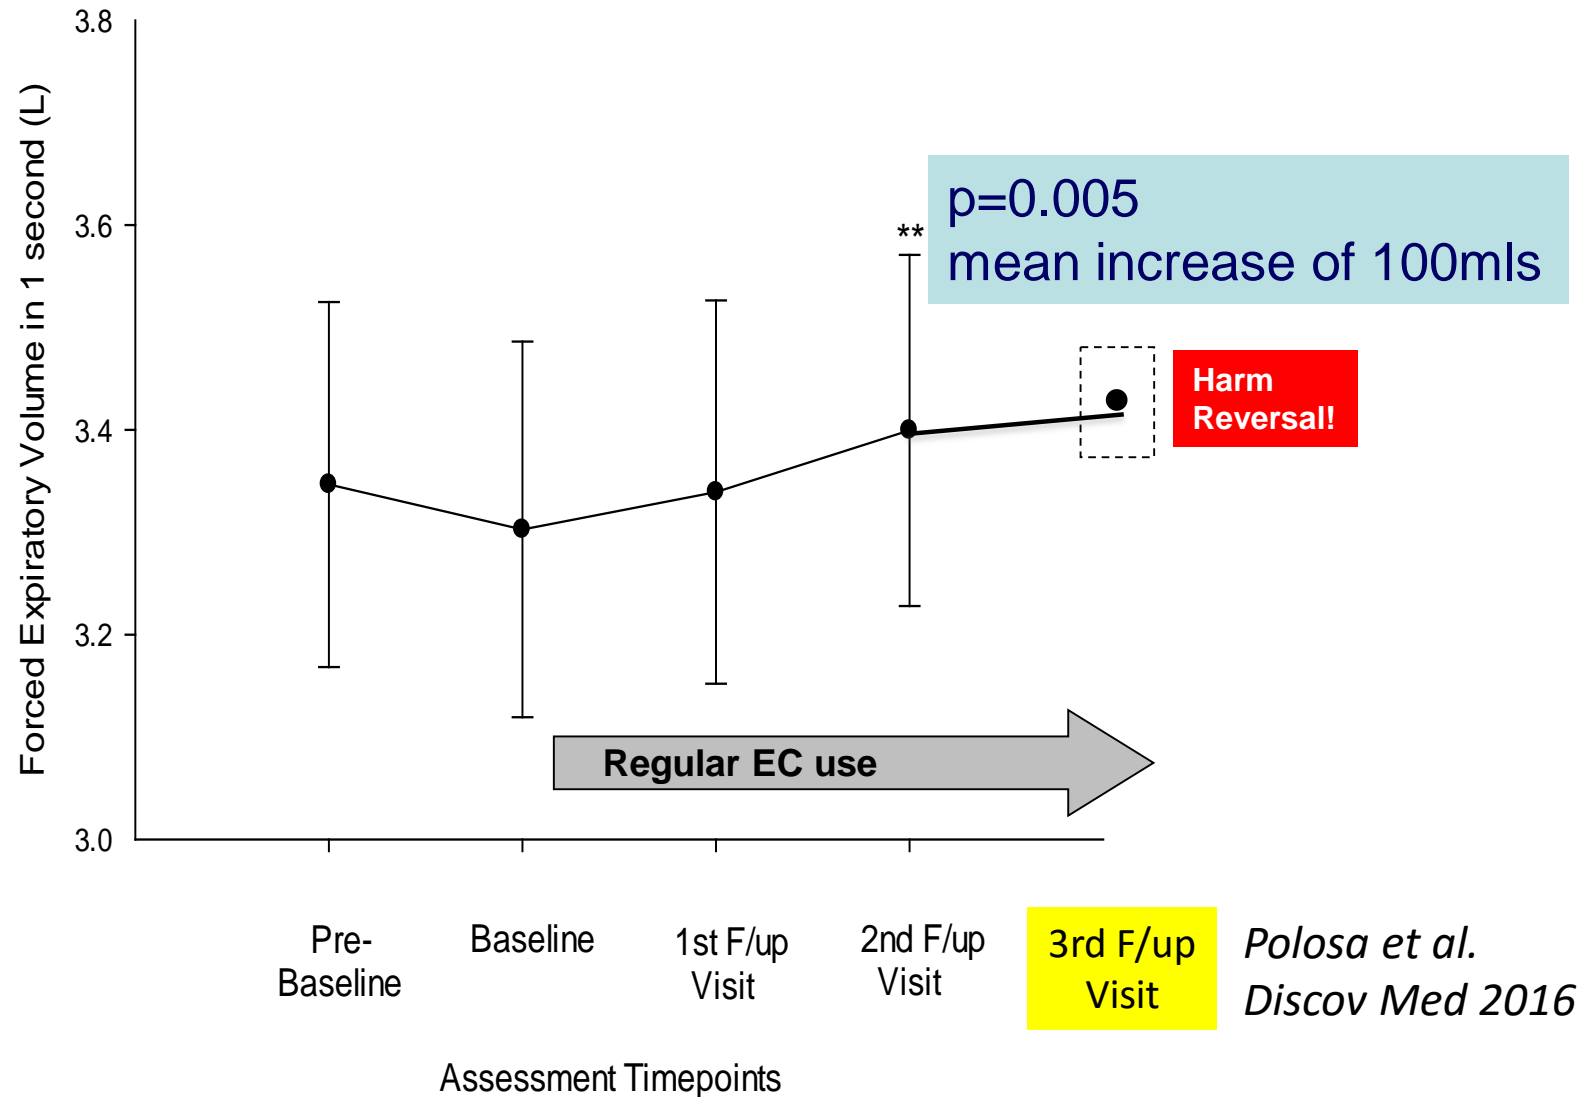 Forced Expiratory Volume in 1 second (L)
3.8
3.6
3.4
3.2
3.0
**
p=0.005
mean increase of 100mls
Harm
Reversal!
Regular EC use
Pre-
Baseline
Baseline
1st F/up
Visit
2nd F/up
Visit
3rd F/up
Visit
Polosa et al.
Discov Med 2016
Assessment Timepoints